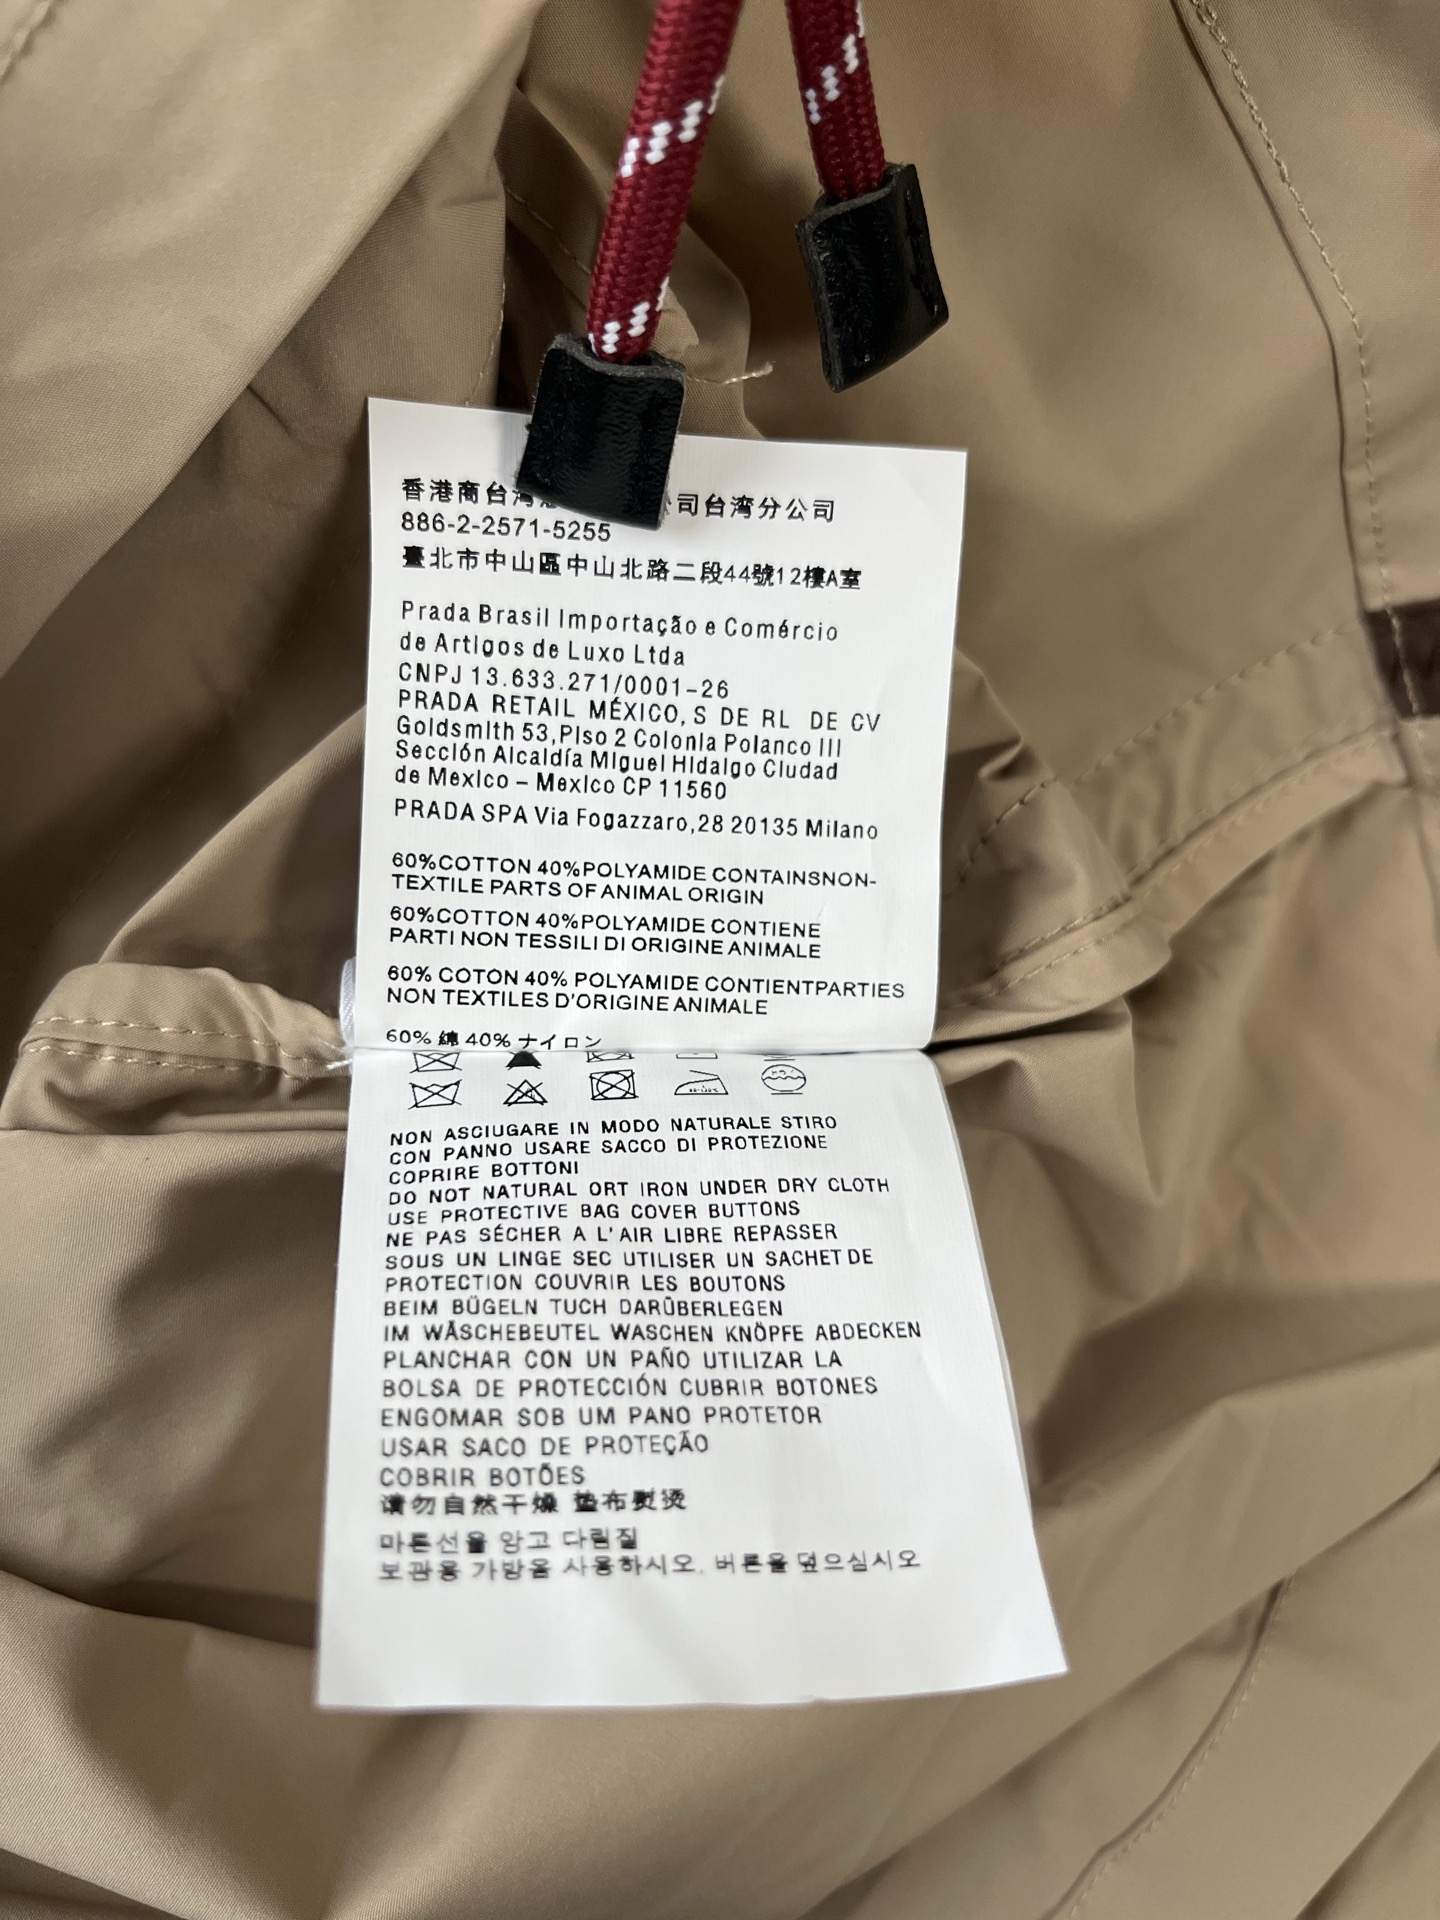 香港商台灣 公司台湾分公司
886-2-2571-5255
臺北市中山區中山北路二段44號12樓A室
Prada Brasil Importação e Comércio
de Artigos de Luxo Ltda
CNPJ 13.633.271/0001-26
PRADA RETAIL MÉXICO, S DE RL DE CV
Goldsmith 53,Piso 2 Colonia Polanco III
Sección Alcaldía Miguel Hidalgo Ciudad
de Mexico - Mexico CP 11560
PRADA SPA Via Fogazzaro,28 20135 Milano
60%COTTON 40%POLYAMIDE CONTAINSNON-
TEXTILE PARTS OF ANIMAL ORIGIN
60%COTTON 40%POLYAMIDE CONTIENE
PARTI NON TESSILI DI ORIGINE ANIMALE
60% COTON 40% POLYAMIDE CONTIENTPARTIES
NON TEXTILES D'ORIGINE ANIMALE
60% 綿 40% ナイロン
NON ASCIUGARE IN MODO NATURALE STIRO
CON PANNO USARE SACCO DI PROTEZIONE
COPRIRE BOTTONI
DO NOT NATURAL ORT IRON UNDER DRY CLOTH
USE PROTECTIVE BAG COVER BUTTONS
NE PAS SÉCHER A L'AIR LIBRE REPASSER
SOUS UN LINGE SEC UTILISER UN SACHET DE
PROTECTION COUVRIR LES BOUTONS
BEIM BÜGELN TUCH DARÜBERLEGEN
IM WÄSCHEBEUTEL WASCHEN KNÖPFE ABDECKEN
PLANCHAR CON UN PAÑO UTILIZAR LA
BOLSA DE PROTECCIÓN CUBRIR BOTONES
ENGOMAR SOB UM PANO PROTETOR
USAR SACO DE PROTEÇÃO
COBRIR BOTÕES
请勿自然干燥 垫布熨烫
마른선을 앙고 다림질
보관용 가방을 사용하시오. 버튼을 덮으십시오